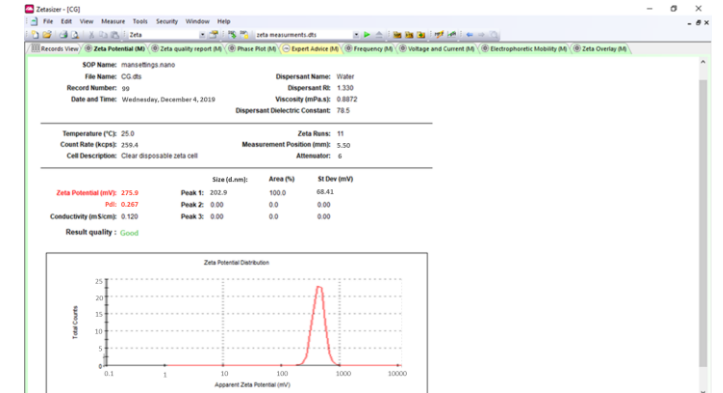 Zetasizer - [CG]
File Edit View Measure Tools Security Window Help
Zeta zeta measurments.dts
Records View Zeta Potential (M) Zeta quality report (M) Phase Plot (M) Expert Advice (M) Frequency (M) Voltage and Current (M) Electrophoretic Mobility (M) Zeta Overlay (M)
SOP Name: mansettings.nano
File Name: CG.dts Dispersant Name: Water
Record Number: 99 Dispersant RI: 1.330
Date and Time: Wednesday, December 4, 2019 Viscosity (mPa.s): 0.8872
Dispersant Dielectric Constant: 78.5
Temperature (°C): 25.0 Zeta Runs: 11
Count Rate (kcps): 259.4 Measurement Position (mm): 5.50
Cell Description: Clear disposable zeta cell Attenuator: 6
Size (d.nm): Area (%) St Dev (mV)
Zeta Potential (mV): 275.9 Peak 1: 202.9 100.0 68.41
PdI: 0.267 Peak 2: 0.00 0.0 0.00
Conductivity (mS/cm): 0.120 Peak 3: 0.00 0.0 0.00
Result quality : Good
Zeta Potential Distribution
Total Counts
25
20
15
10
5
0
0.1 1 10 100 1000 10000
Apparent Zeta Potential (mV)